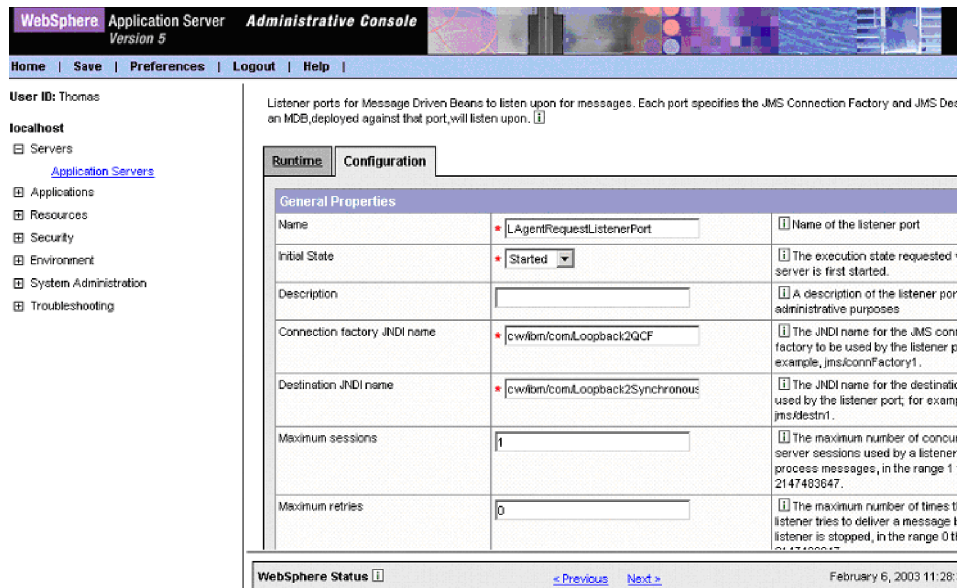 WebSphere Application Server Administrative Console
Version 5
Home | Save | Preferences | Logout | Help |
User ID: Thomas
localhost
Servers
Application Servers
Applications
Resources
Security
Environment
System Administration
Troubleshooting
Listener ports for Message Driven Beans to listen upon for messages. Each port specifies the JMS Connection Factory and JMS Des
an MDB,deployed against that port,will listen upon.
Runtime Configuration
General Properties
Name
* LAgentRequestListenerPort
Name of the listener port
Initial State
* Started
The execution state requested
server is first started.
Description
A description of the listener por
administrative purposes
Connection factory JNDI name
* cw/ibm/com/Loopback2QCF
The JNDI name for the JMS conn
factory to be used by the listener p
example, jms/connFactory1.
Destination JNDI name
* cw/ibm/com/Loopback2Synchronous
The JNDI name for the destinatio
used by the listener port; for examp
jms/destn1.
Maximum sessions
1
The maximum number of concur
server sessions used by a listener
process messages, in the range 1
2147483647.
Maximum retries
0
The maximum number of times t
listener tries to deliver a message b
listener is stopped, in the range 0 th
WebSphere Status
< Previous Next >
February 6, 2003 11:28: